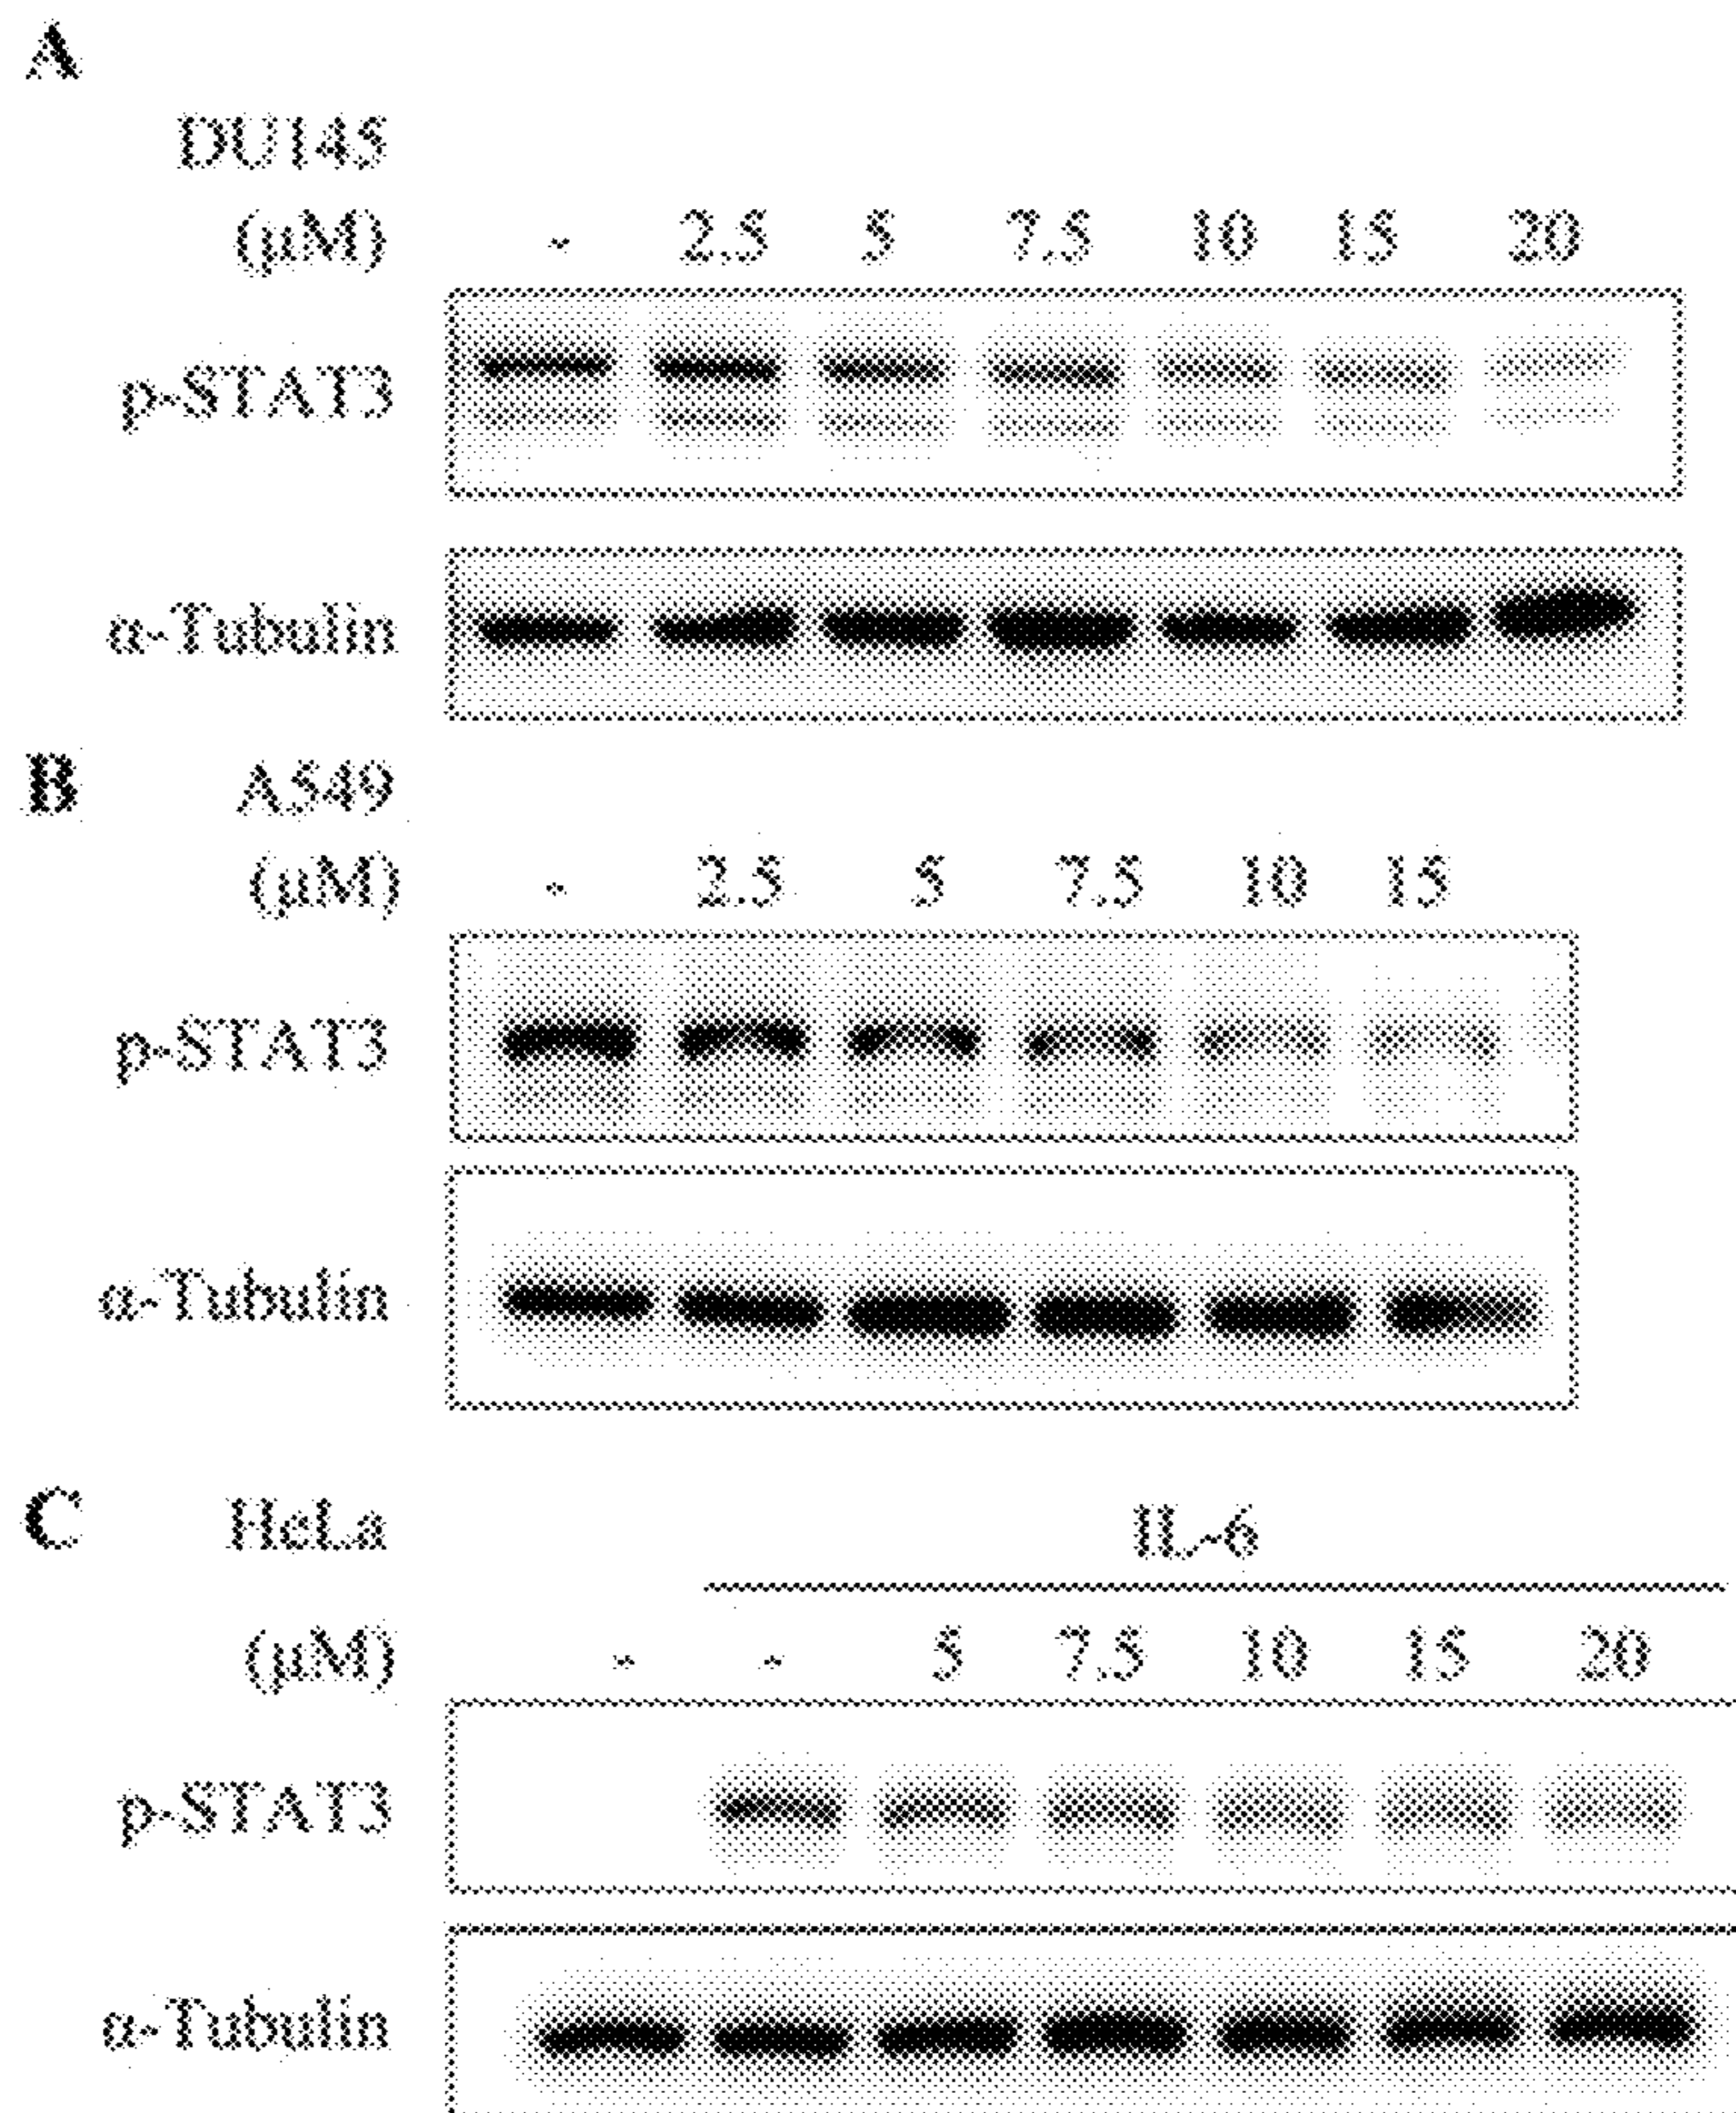 A
DU145
(μM) - 2.5 5 7.5 10 15 20
p-STAT3
α-Tubulin
B A549
(μM) - 2.5 5 7.5 10 15
p-STAT3
α-Tubulin
C HeLa IL-6
(μM) - - 5 7.5 10 15 20
p-STAT3
α-Tubulin